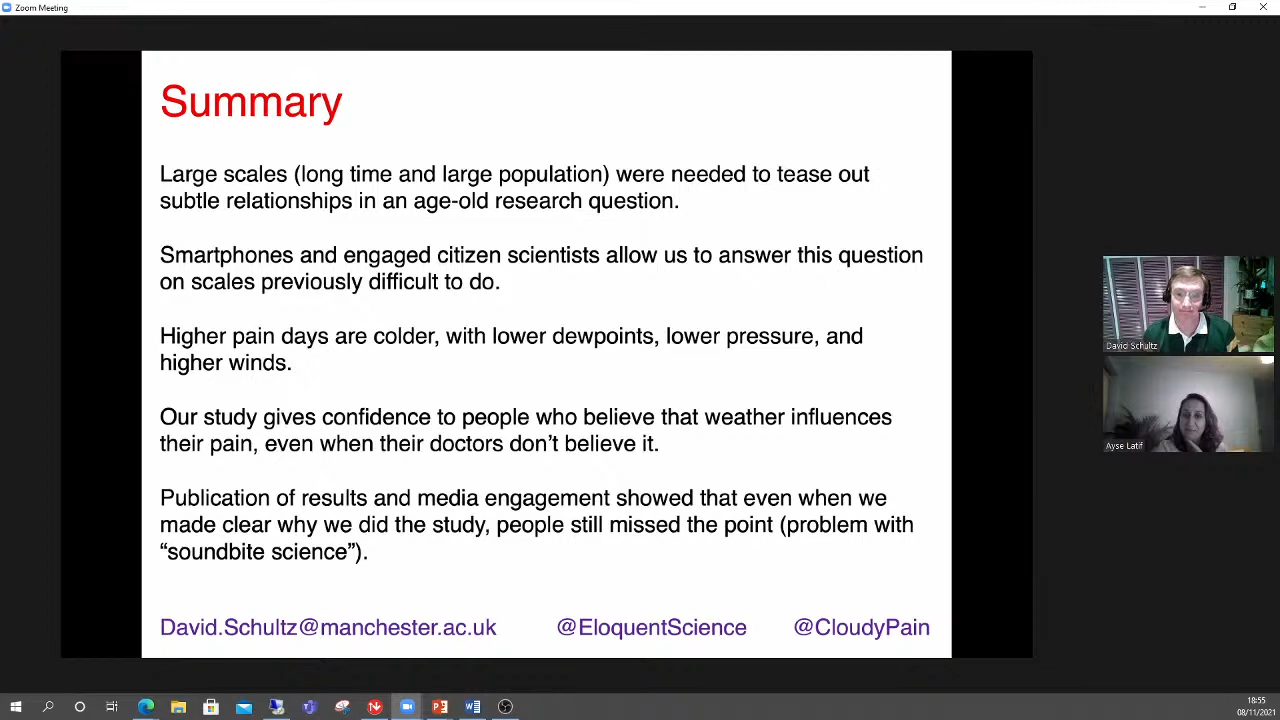 Zoom Meeting
Summary
Large scales (long time and large population) were needed to tease out
subtle relationships in an age-old research question.
Smartphones and engaged citizen scientists allow us to answer this question
on scales previously difficult to do.
Higher pain days are colder, with lower dewpoints, lower pressure, and
higher winds.
Our study gives confidence to people who believe that weather influences
their pain, even when their doctors don’t believe it.
Publication of results and media engagement showed that even when we
made clear why we did the study, people still missed the point (problem with
“soundbite science”).
David.Schultz@manchester.ac.uk @EloquentScience @CloudyPain
David Schultz
Ayse Latif
18:55
08/11/2021